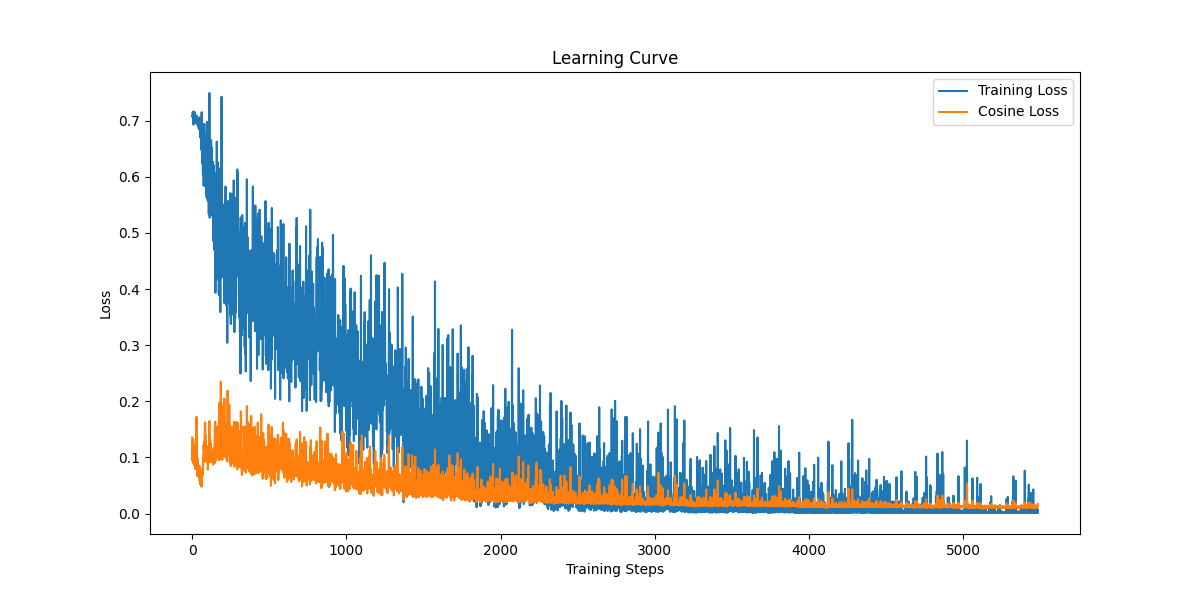 Learning Curve
Training Loss
Cosine Loss
Loss
0.7
0.6
0.5
0.4
0.3
0.2
0.1
0.0
0 1000 2000 3000 4000 5000
Training Steps